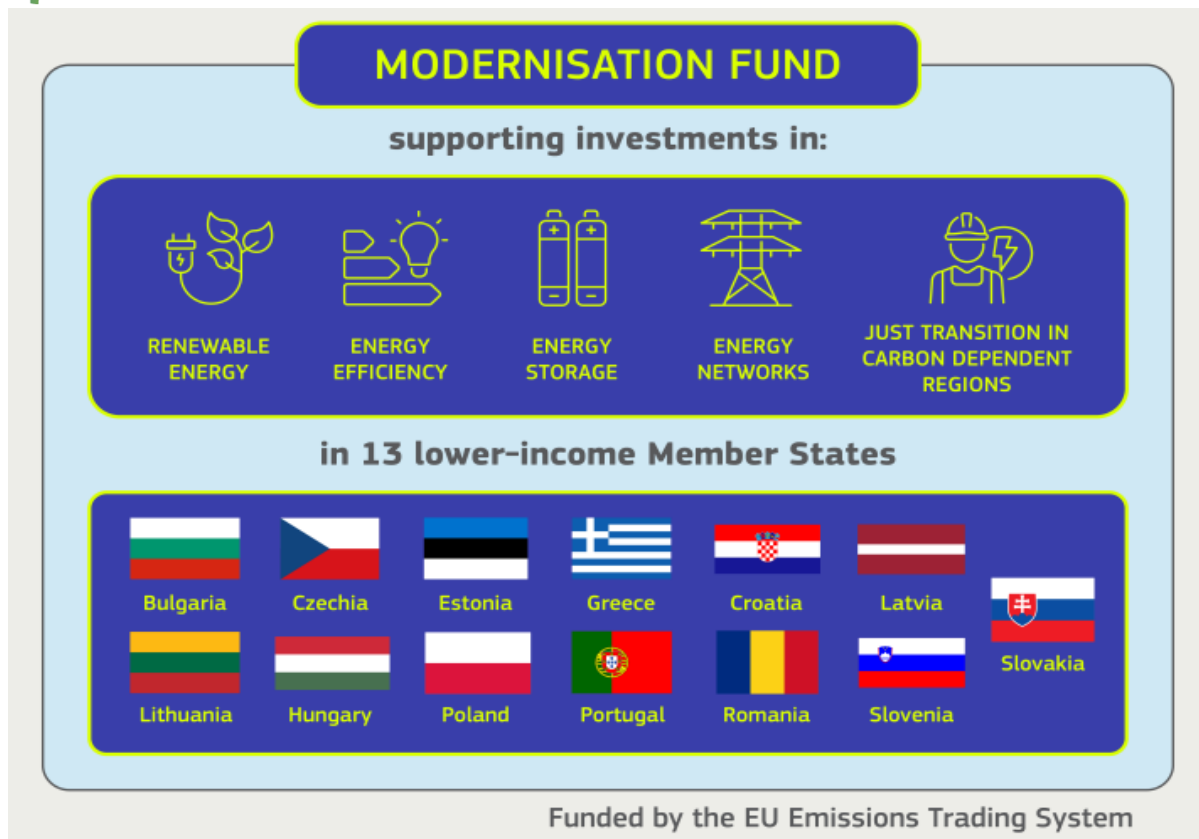 MODERNISATION FUND
supporting investments in:
RENEWABLE
ENERGY
ENERGY
EFFICIENCY
ENERGY
STORAGE
ENERGY
NETWORKS
JUST TRANSITION IN
CARBON DEPENDENT
REGIONS
in 13 lower-income Member States
Bulgaria
Czechia
Estonia
Greece
Croatia
Latvia
Slovakia
Lithuania
Hungary
Poland
Portugal
Romania
Slovenia
Funded by the EU Emissions Trading System